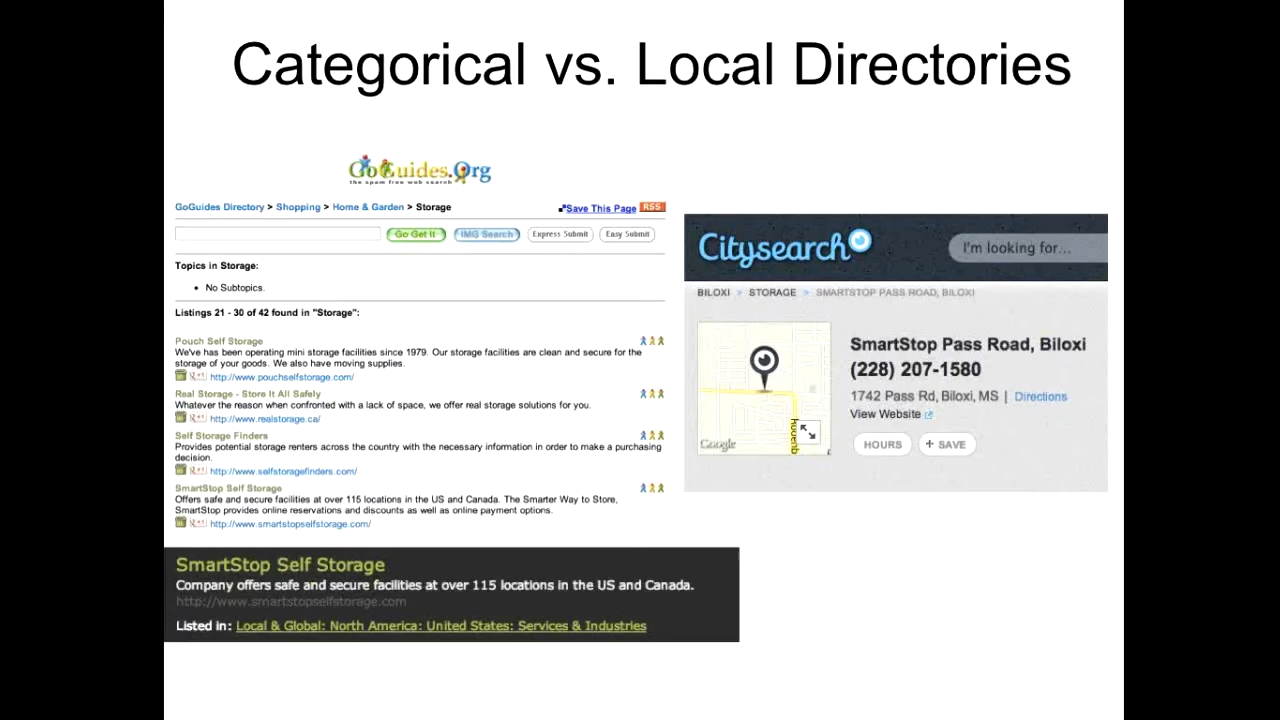 Categorical vs. Local Directories
GoGuides.Org
the spam free web search
GoGuides Directory > Shopping > Home & Garden > Storage
Save This Page RSS
Go Get It IMG Search Express Submit Easy Submit
Topics in Storage:
• No Subtopics.
Listings 21 - 30 of 42 found in "Storage":
Pouch Self Storage
We've has been operating mini storage facilities since 1979. Our storage facilities are clean and secure for the
storage of your goods. We also have moving supplies.
http://www.pouchselfstorage.com/
Real Storage - Store It All Safely
Whatever the reason when confronted with a lack of space, we offer real storage solutions for you.
http://www.realstorage.ca/
Self Storage Finders
Provides potential storage renters across the country with the necessary information in order to make a purchasing
decision.
http://www.selfstoragefinders.com/
SmartStop Self Storage
Offers safe and secure facilities at over 115 locations in the US and Canada. The Smarter Way to Store,
SmartStop provides online reservations and discounts as well as online payment options.
http://www.smartstopselfstorage.com/
SmartStop Self Storage
Company offers safe and secure facilities at over 115 locations in the US and Canada.
http://www.smartstopselfstorage.com
Listed in: Local & Global: North America: United States: Services & Industries
Citysearch
I'm looking for...
BILOXI > STORAGE > SMARTSTOP PASS ROAD, BILOXI
Google
SmartStop Pass Road, Biloxi
(228) 207-1580
1742 Pass Rd, Biloxi, MS | Directions
View Website
HOURS + SAVE